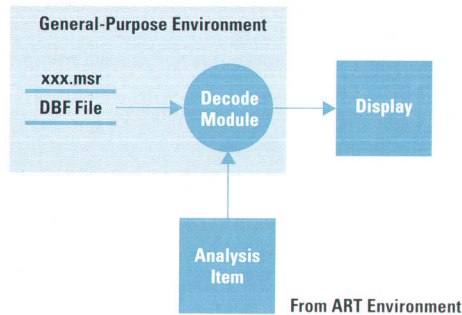 General-Purpose Environment
xxx.msr
DBF File
Decode
Module
Display
Analysis
Item
From ART Environment